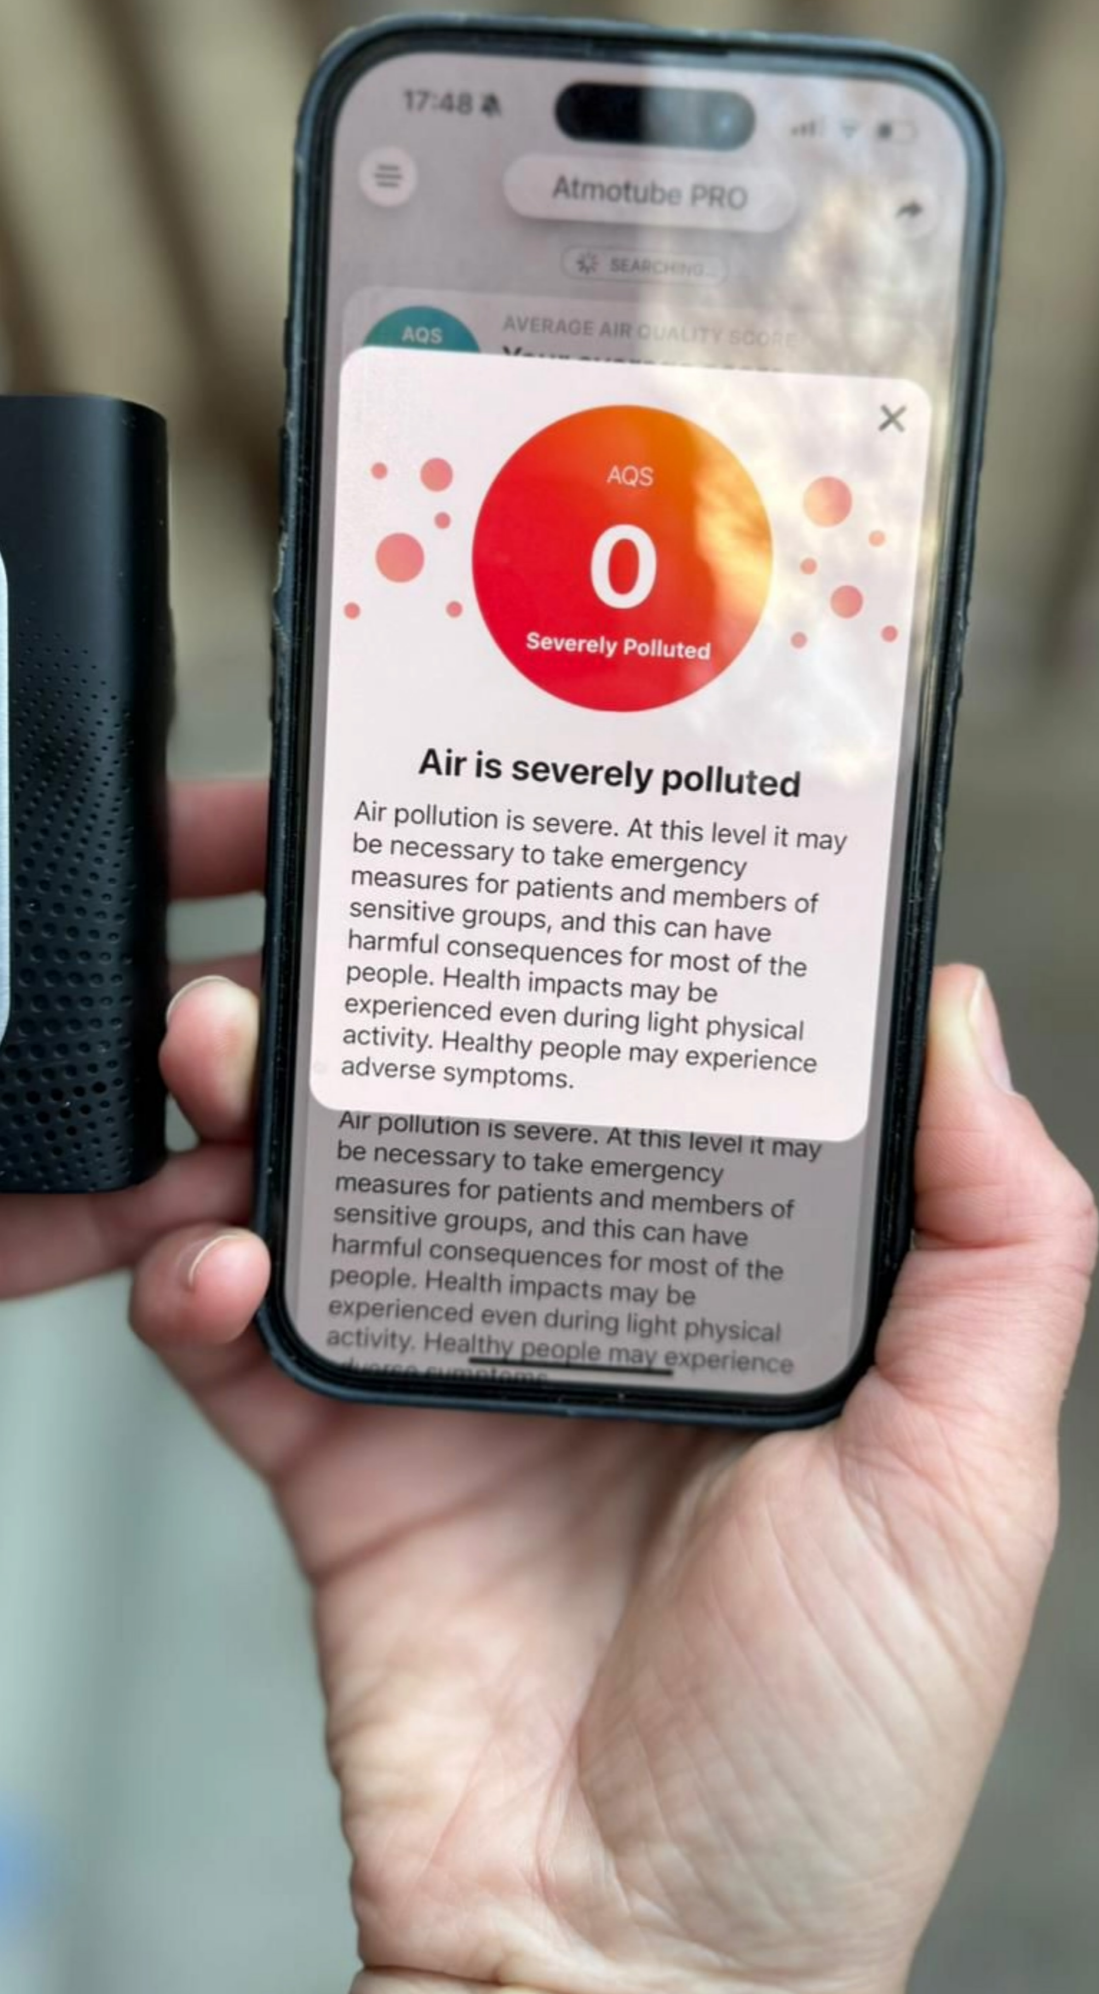 17:48
Atmotube PRO
SEARCHING...
AQS
AVERAGE AIR QUALITY SCORE
AQS
0
Severely Polluted
Air is severely polluted
Air pollution is severe. At this level it may
be necessary to take emergency
measures for patients and members of
sensitive groups, and this can have
harmful consequences for most of the
people. Health impacts may be
experienced even during light physical
activity. Healthy people may experience
adverse symptoms.
Air pollution is severe. At this level it may
be necessary to take emergency
measures for patients and members of
sensitive groups, and this can have
harmful consequences for most of the
people. Health impacts may be
experienced even during light physical
activity. Healthy people may experience
adverse symptoms.